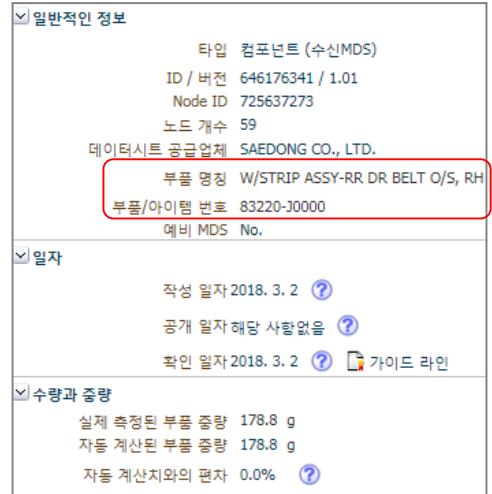 일반적인 정보
타입 컴포넌트 (수신MDS)
ID / 버전 646176341 / 1.01
Node ID 725637273
노드 개수 59
데이터시트 공급업체 SAEDONG CO., LTD.
부품 명칭 W/STRIP ASSY-RR DR BELT O/S, RH
부품/아이템 번호 83220-J0000
예비 MDS No.
일자
작성 일자 2018. 3. 2 ?
공개 일자 해당 사항없음 ?
확인 일자 2018. 3. 2 ? 가이드 라인
수량과 중량
실제 측정된 부품 중량 178.8 g
자동 계산된 부품 중량 178.8 g
자동 계산치와의 편차 0.0% ?